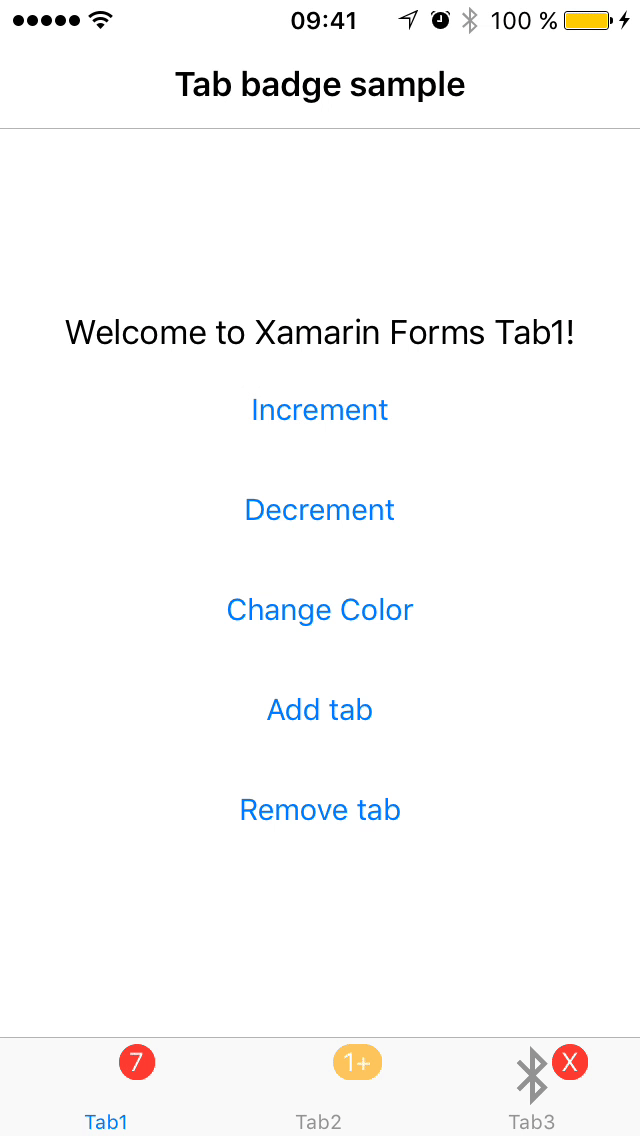 09:41 100 %
Tab badge sample
Welcome to Xamarin Forms Tab1!
Increment
Decrement
Change Color
Add tab
Remove tab
7 1+ X
Tab1 Tab2 Tab3